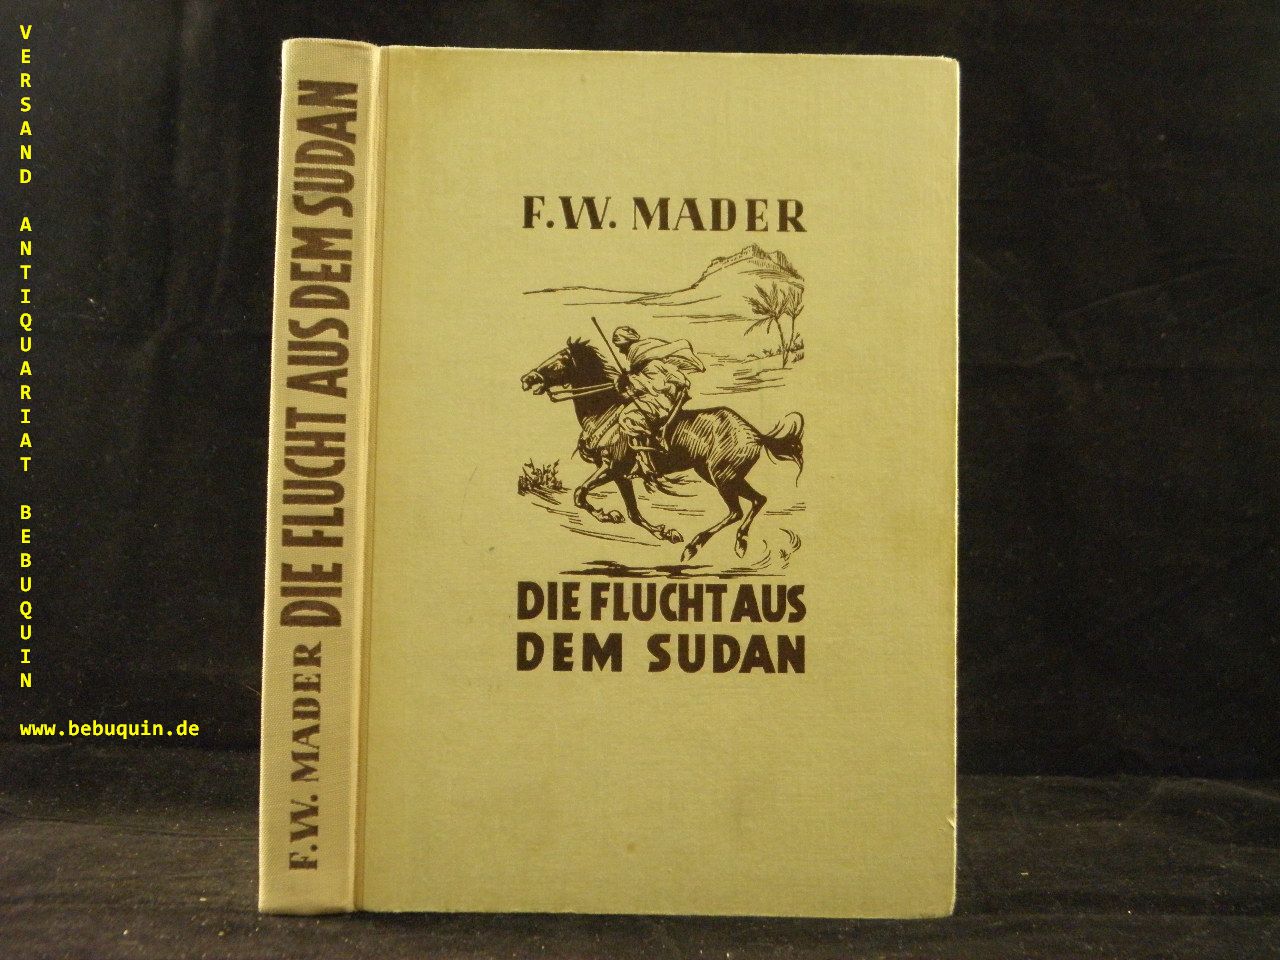 VERSAND ANTIQUARIAT BEBUQUIN
www.bebuquin.de
F.W. MADER DIE FLUCHT AUS DEM SUDAN
F.W. MADER
DIE FLUCHT AUS
DEM SUDAN